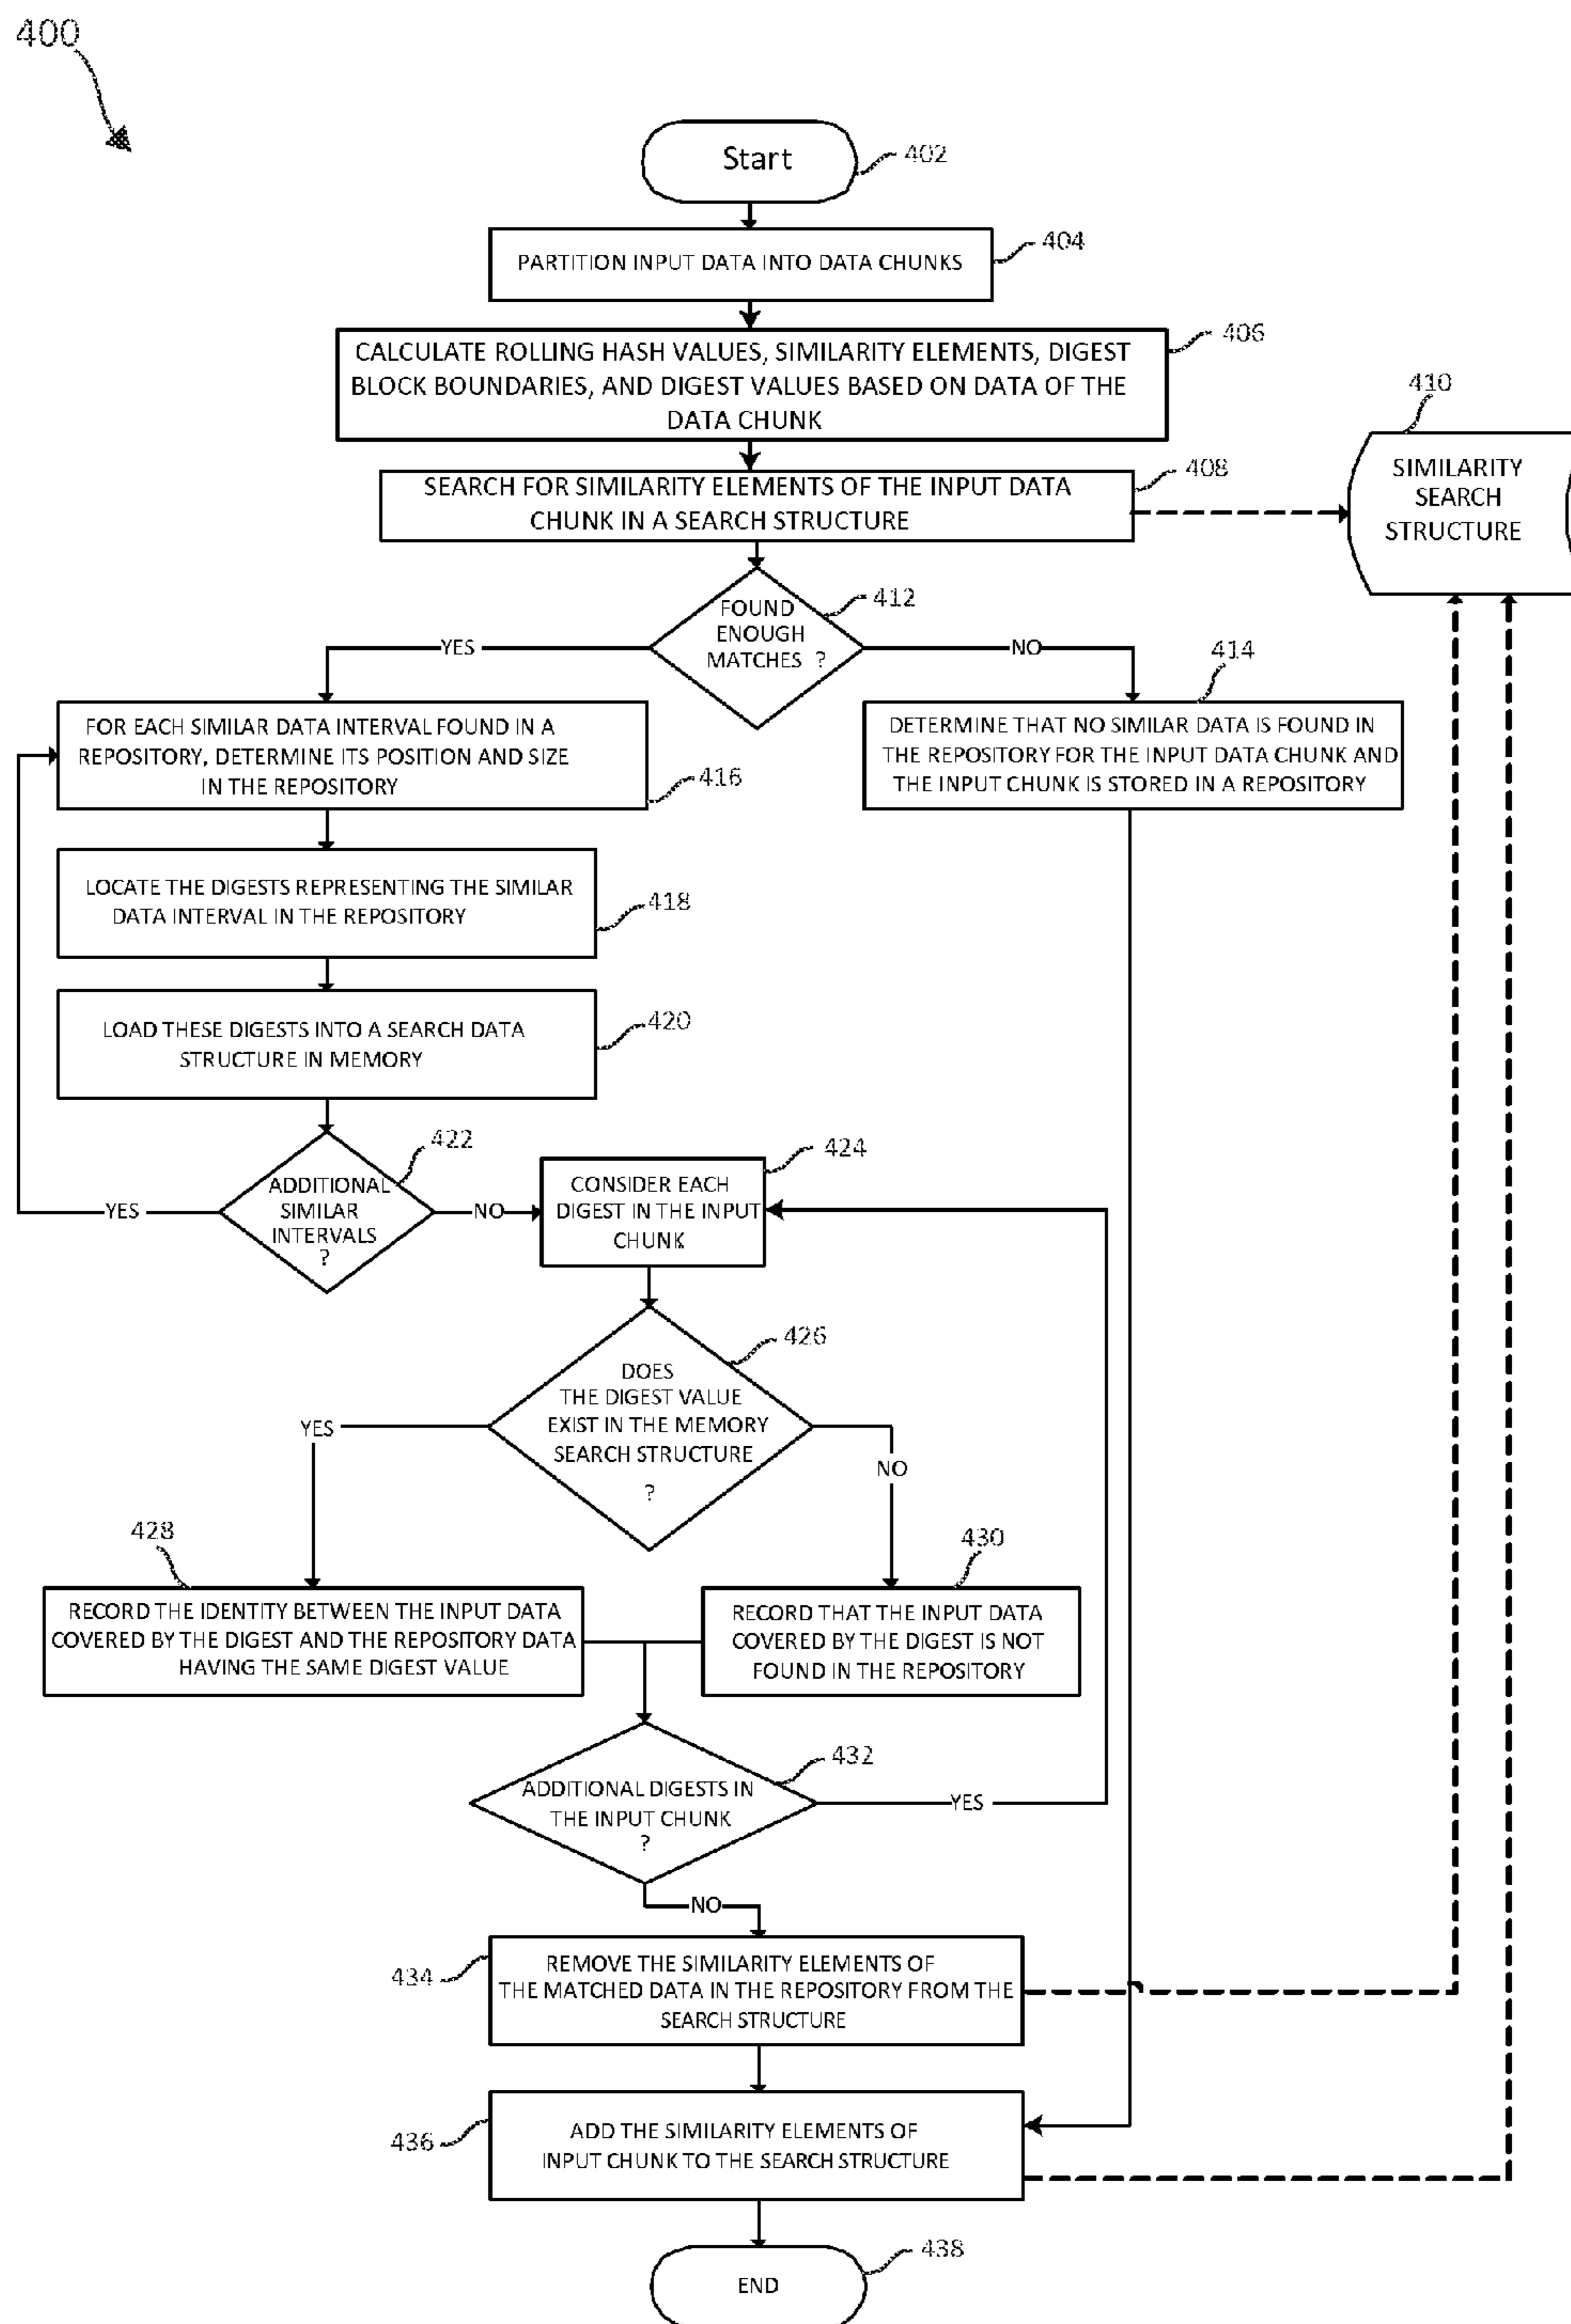 400
Start
402
PARTITION INPUT DATA INTO DATA CHUNKS
404
CALCULATE ROLLING HASH VALUES, SIMILARITY ELEMENTS, DIGEST
BLOCK BOUNDARIES, AND DIGEST VALUES BASED ON DATA OF THE
DATA CHUNK
406
SEARCH FOR SIMILARITY ELEMENTS OF THE INPUT DATA
CHUNK IN A SEARCH STRUCTURE
408
410
SIMILARITY
SEARCH
STRUCTURE
FOUND
ENOUGH
MATCHES ?
412
YES
NO
414
FOR EACH SIMILAR DATA INTERVAL FOUND IN A
REPOSITORY, DETERMINE ITS POSITION AND SIZE
IN THE REPOSITORY
416
DETERMINE THAT NO SIMILAR DATA IS FOUND IN
THE REPOSITORY FOR THE INPUT DATA CHUNK AND
THE INPUT CHUNK IS STORED IN A REPOSITORY
LOCATE THE DIGESTS REPRESENTING THE SIMILAR
DATA INTERVAL IN THE REPOSITORY
418
LOAD THESE DIGESTS INTO A SEARCH DATA
STRUCTURE IN MEMORY
420
ADDITIONAL
SIMILAR
INTERVALS
?
422
YES
NO
CONSIDER EACH
DIGEST IN THE INPUT
CHUNK
424
DOES
THE DIGEST VALUE
EXIST IN THE MEMORY
SEARCH STRUCTURE
?
426
YES
NO
428
RECORD THE IDENTITY BETWEEN THE INPUT DATA
COVERED BY THE DIGEST AND THE REPOSITORY DATA
HAVING THE SAME DIGEST VALUE
430
RECORD THAT THE INPUT DATA
COVERED BY THE DIGEST IS NOT
FOUND IN THE REPOSITORY
ADDITIONAL DIGESTS IN
THE INPUT CHUNK
?
432
YES
NO
434
REMOVE THE SIMILARITY ELEMENTS OF
THE MATCHED DATA IN THE REPOSITORY FROM THE
SEARCH STRUCTURE
436
ADD THE SIMILARITY ELEMENTS OF
INPUT CHUNK TO THE SEARCH STRUCTURE
END
438